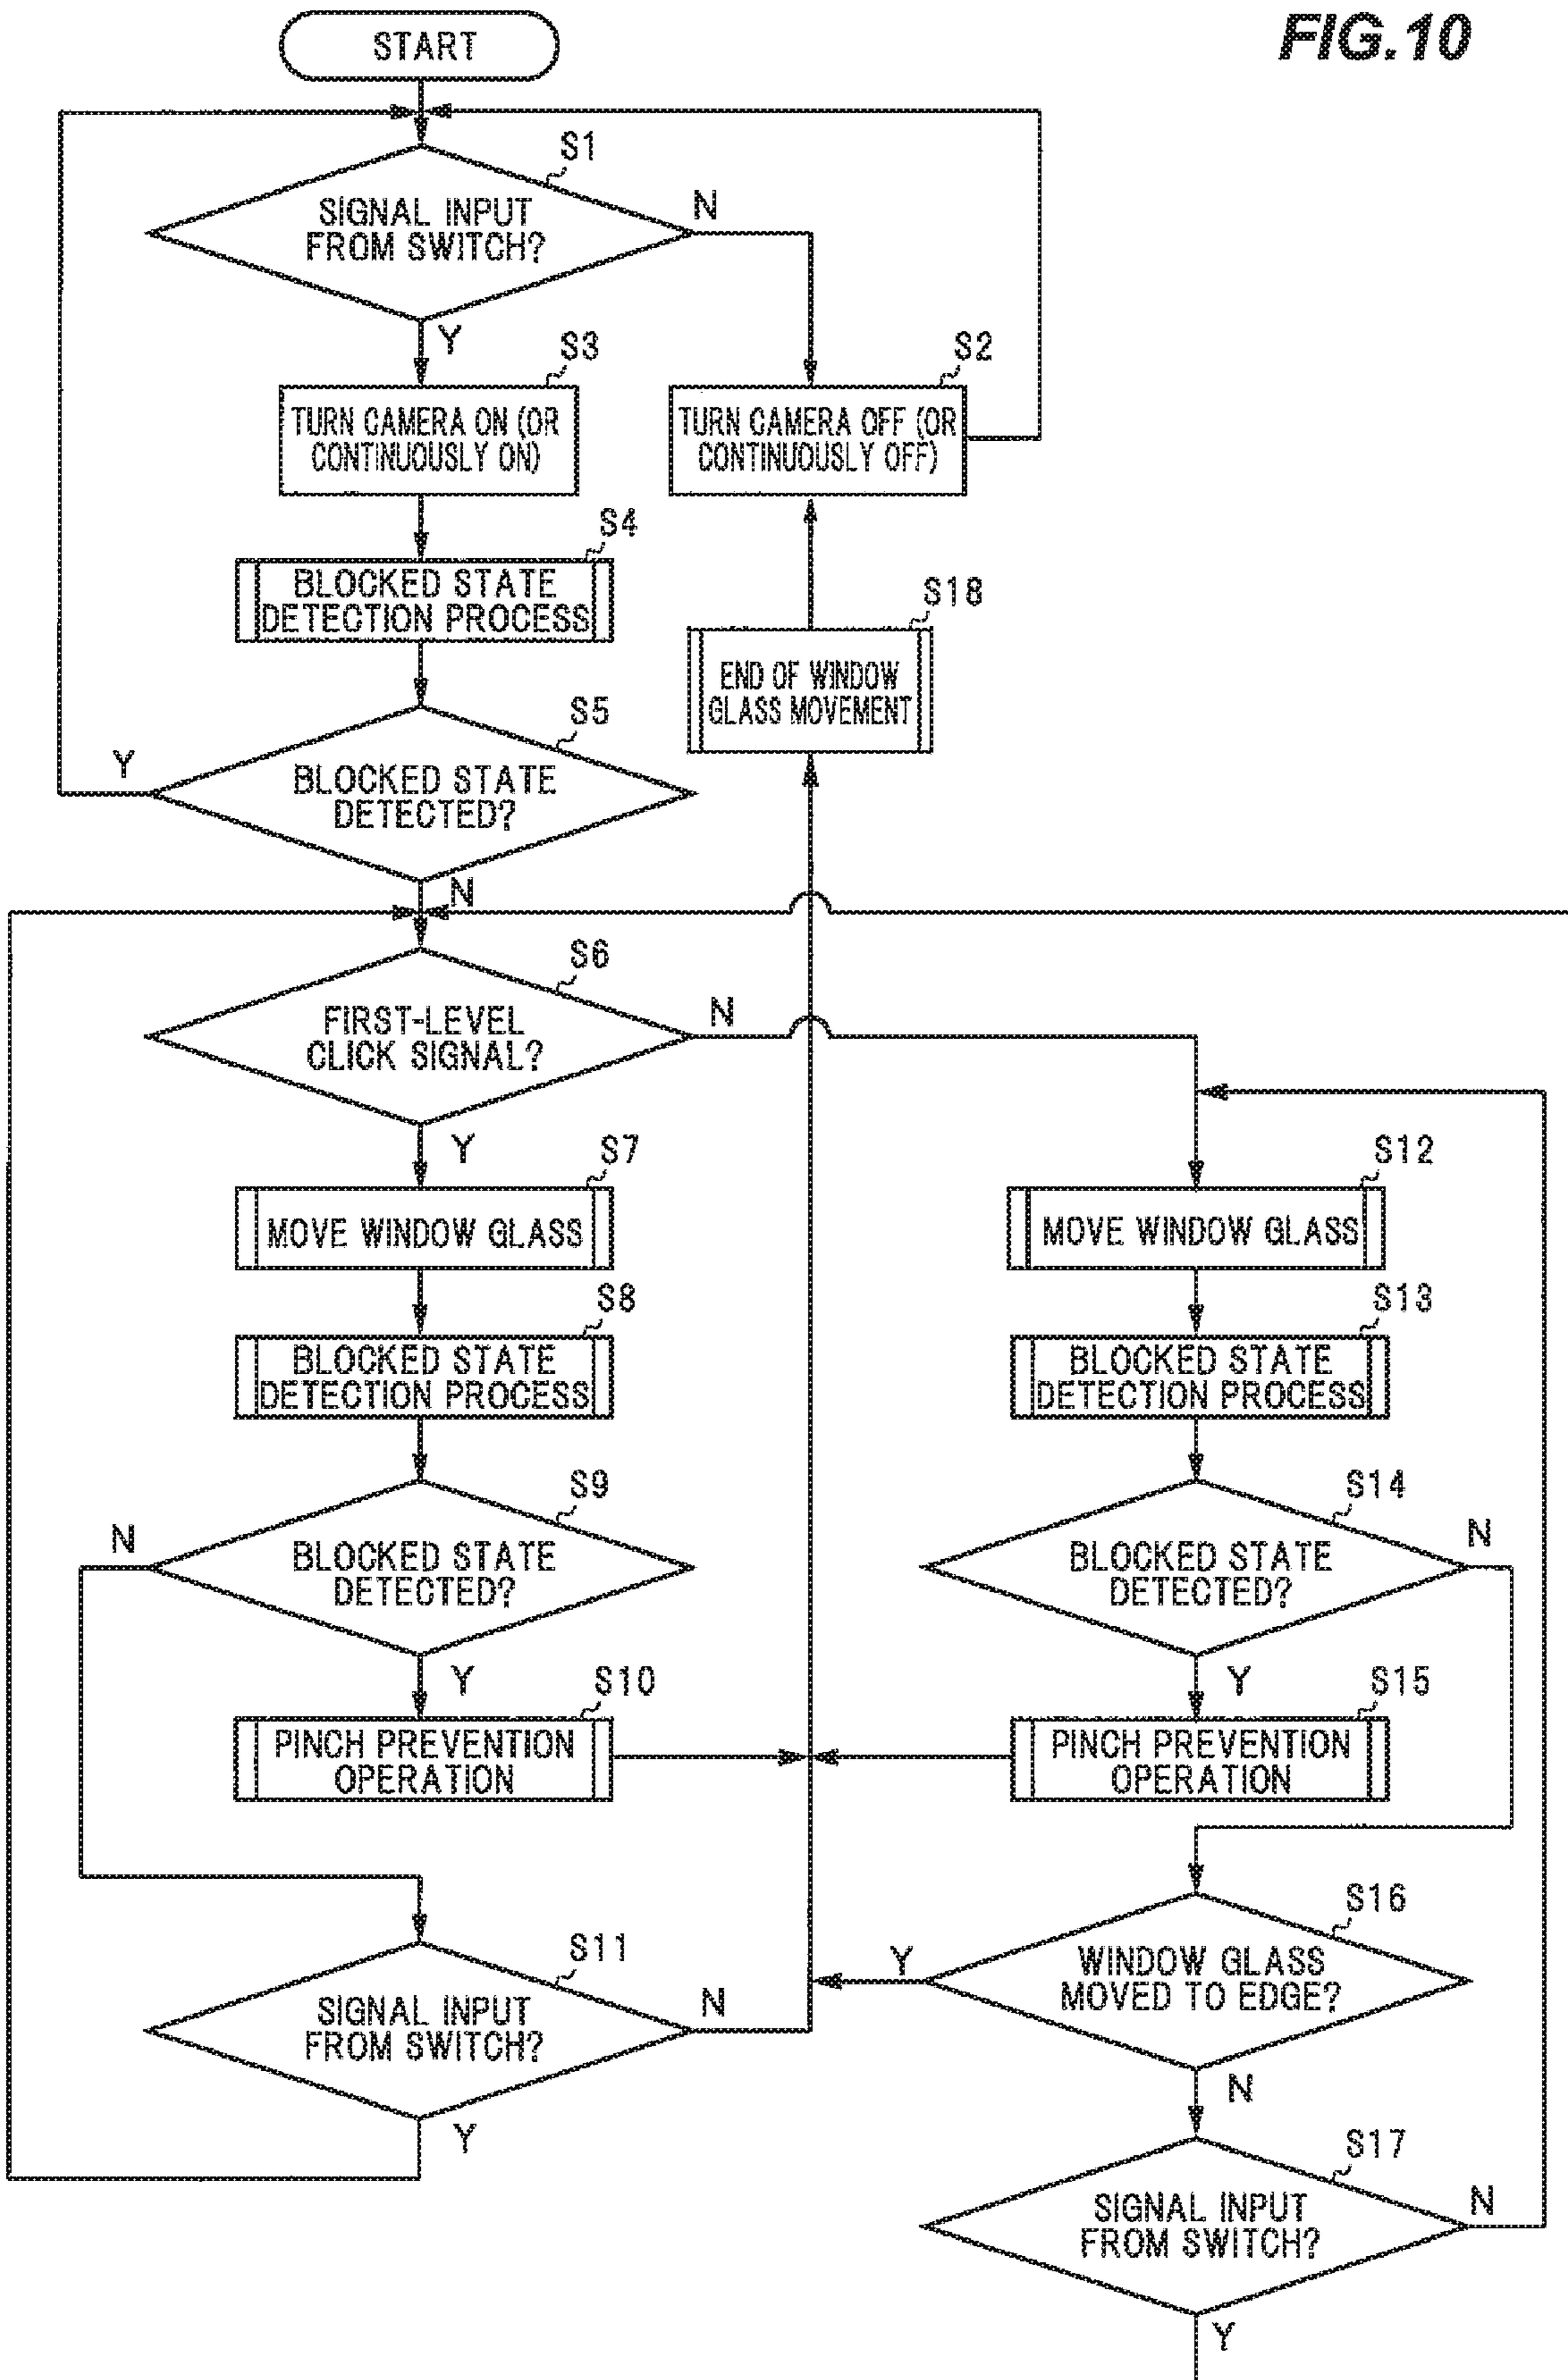 FIG.10
START
S1
SIGNAL INPUT
FROM SWITCH?
N
Y
S3
TURN CAMERA ON (OR
CONTINUOUSLY ON)
S2
TURN CAMERA OFF (OR
CONTINUOUSLY OFF)
S4
BLOCKED STATE
DETECTION PROCESS
S18
END OF WINDOW
GLASS MOVEMENT
S5
Y
BLOCKED STATE
DETECTED?
N
S6
FIRST-LEVEL
CLICK SIGNAL?
N
Y
S7
MOVE WINDOW GLASS
S12
MOVE WINDOW GLASS
S8
BLOCKED STATE
DETECTION PROCESS
S13
BLOCKED STATE
DETECTION PROCESS
S9
N
BLOCKED STATE
DETECTED?
Y
S14
N
BLOCKED STATE
DETECTED?
Y
S10
PINCH PREVENTION
OPERATION
S15
PINCH PREVENTION
OPERATION
S11
SIGNAL INPUT
FROM SWITCH?
N
Y
S16
Y
WINDOW GLASS
MOVED TO EDGE?
N
S17
SIGNAL INPUT
FROM SWITCH?
N
Y